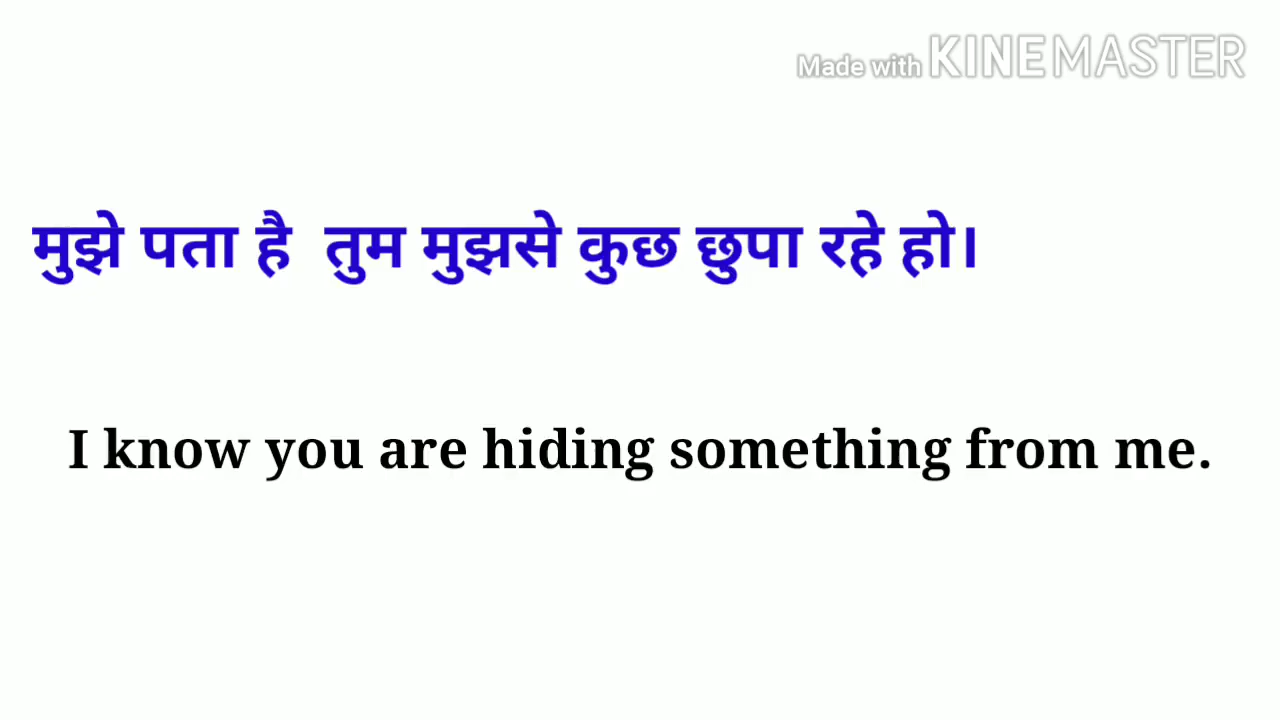 Made with KINEMASTER
मुझे पता है तुम मुझसे कुछ छुपा रहे हो।
I know you are hiding something from me.